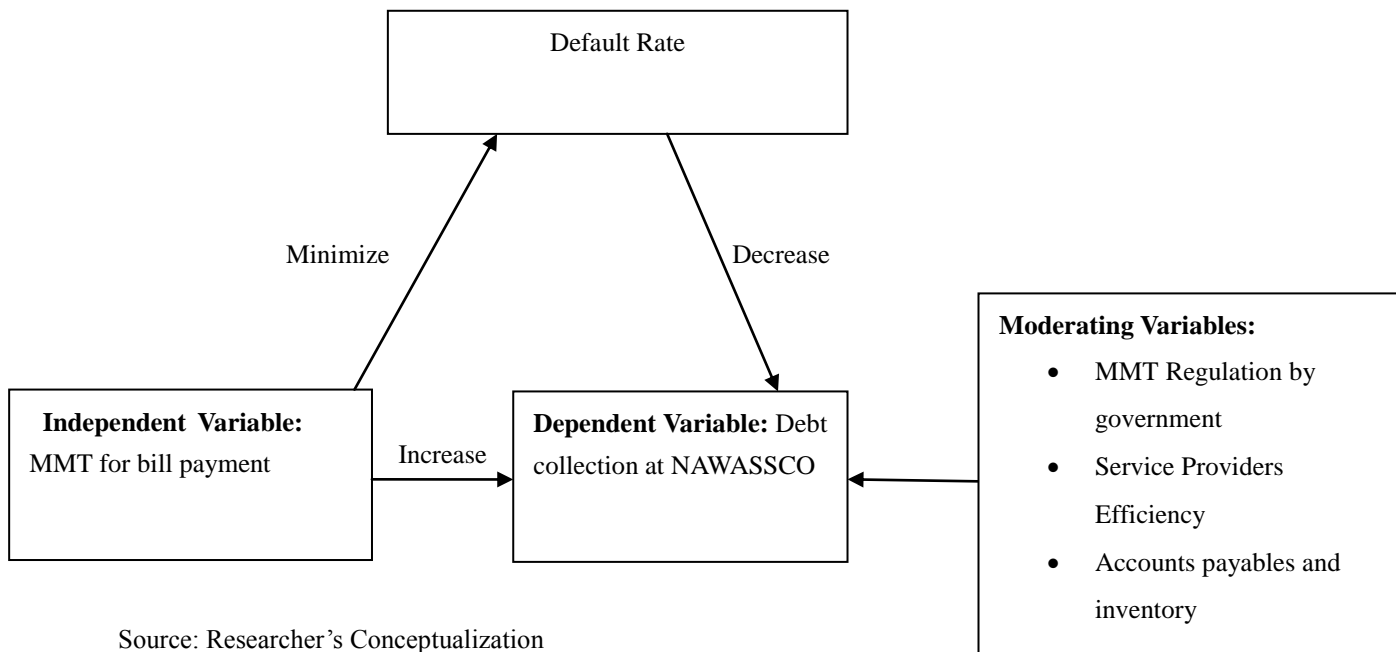 Default Rate
Minimize
Decrease
Moderating Variables:
• MMT Regulation by
government
• Service Providers
Efficiency
• Accounts payables and
inventory
Independent Variable:
MMT for bill payment
Increase
Dependent Variable: Debt
collection at NAWASSCO
Source: Researcher’s Conceptualization